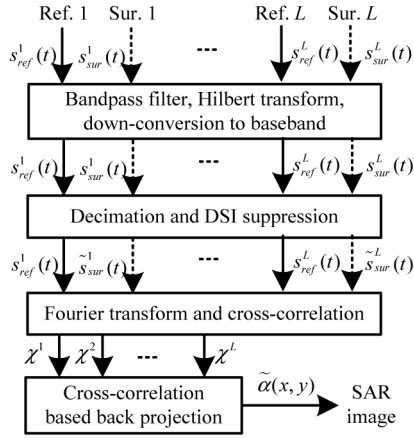 Ref. 1 Sur. 1 Ref. L Sur. L
s^1_ref(t) s^1_sur(t) ... s^L_ref(t) s^L_sur(t)
Bandpass filter, Hilbert transform,
down-conversion to baseband
s^1_ref(t) s^1_sur(t) ... s^L_ref(t) s^L_sur(t)
Decimation and DSI suppression
s^1_ref(t) s̃^1_sur(t) ... s^L_ref(t) s̃^L_sur(t)
Fourier transform and cross-correlation
χ^1 χ^2 ... χ^L
Cross-correlation
based back projection
α̃(x, y)
SAR
image